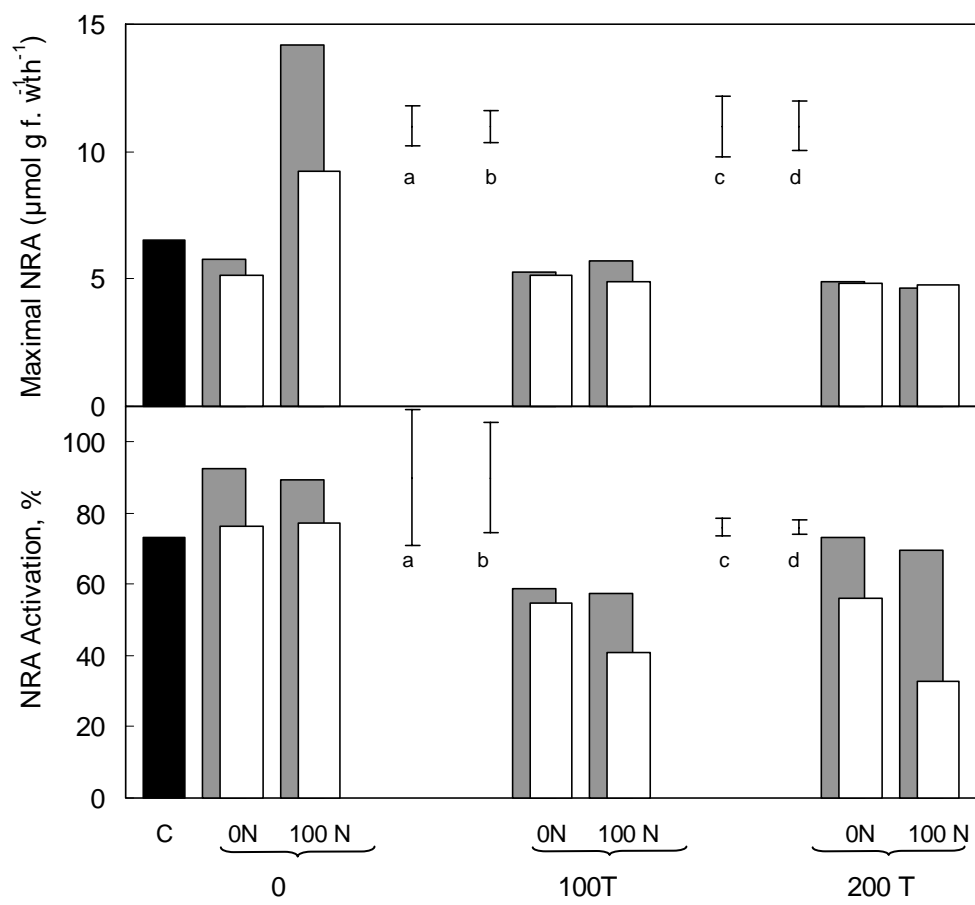 Maximal NRA (µmol g f. wt⁻¹h⁻¹)
15
10
5
0
a b c d
NRA Activation, %
100
80
60
40
20
0
a b c d
C 0N 100 N 0N 100 N 0N 100 N
0 100T 200 T